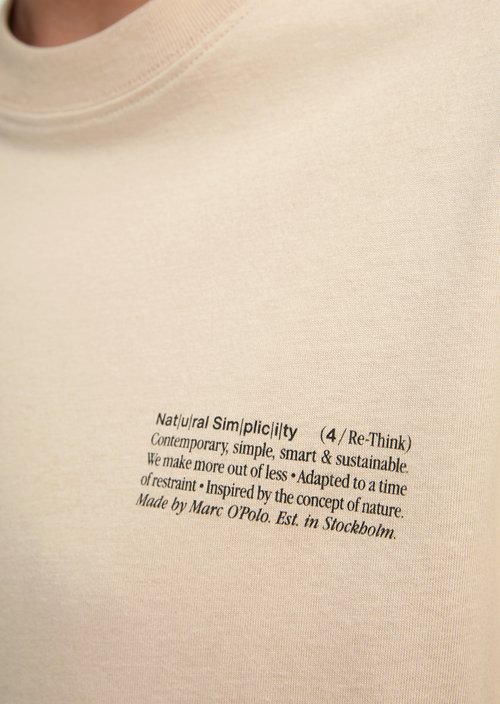 Nat|u|ral Sim|plic|i|ty (4/Re-Think)
Contemporary, simple, smart & sustainable.
We make more out of less • Adapted to a time
of restraint • Inspired by the concept of nature.
Made by Marc O'Polo. Est. in Stockholm.